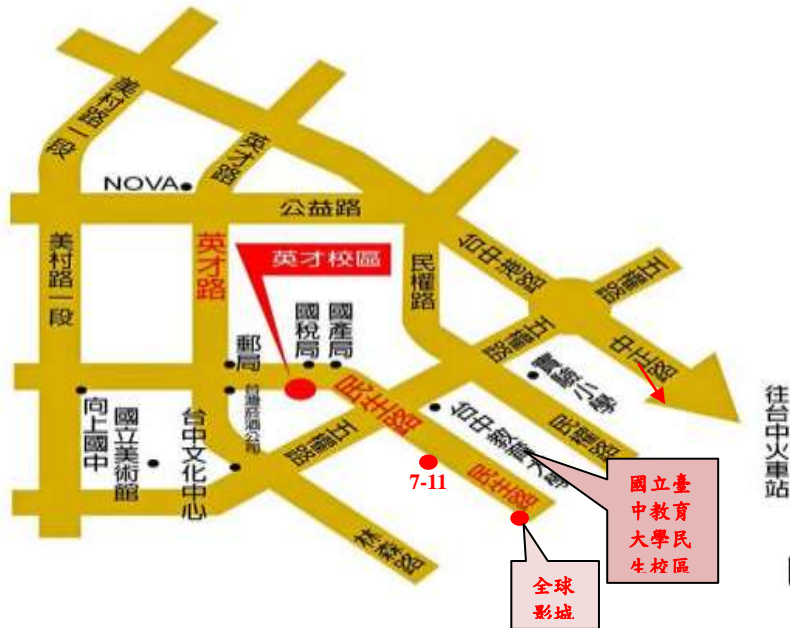 美村路一段
英才路
NOVA
公益路
美村路一段
英才路
英才校區
民權路
台中港路
五權路
中正路
國稅局
國產局
郵局
五權路
實驗小學
往台中火車站
台灣菸酒公司
民生路
向上國中
國立美術館
台中文化中心
五權路
台中教育大學
民權路
7-11
民生路
國立臺
中教育
大學民
生校區
林森路
全球
影城